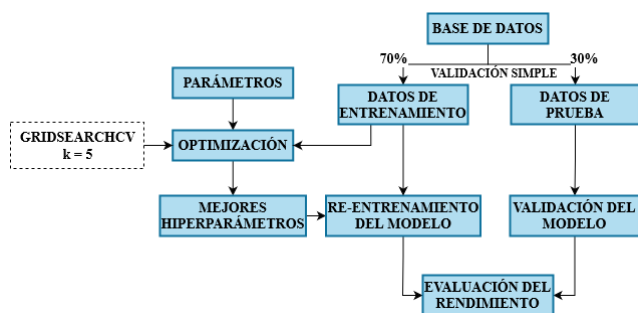 BASE DE DATOS
70%
30%
VALIDACIÓN SIMPLE
PARÁMETROS
DATOS DE
ENTRENAMIENTO
DATOS DE
PRUEBA
GRIDSEARCHCV
k = 5
OPTIMIZACIÓN
MEJORES
HIPERPARÁMETROS
RE-ENTRENAMIENTO
DEL MODELO
VALIDACIÓN DEL
MODELO
EVALUACIÓN DEL
RENDIMIENTO